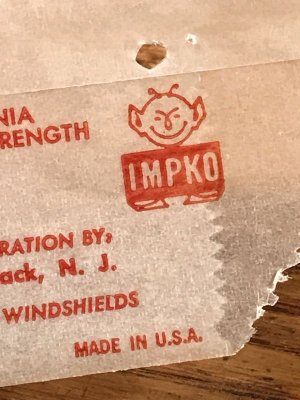 NIA
RENGTH
IMPKO
RATION BY,
ack, N. J.
WINDSHIELDS
MADE IN U.S.A.